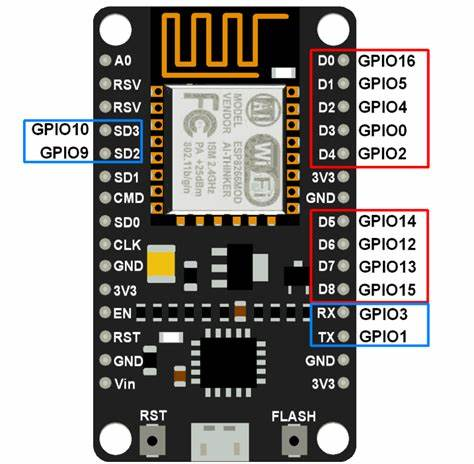 A0 D0 GPIO16
RSV D1 GPIO5
RSV D2 GPIO4
GPIO10 SD3 D3 GPIO0
GPIO9 SD2 D4 GPIO2
SD1 3V3
CMD GND
SD0 D5 GPIO14
CLK D6 GPIO12
GND D7 GPIO13
3V3 D8 GPIO15
EN RX GPIO3
RST TX GPIO1
GND GND
Vin 3V3
MODEL ESP8266MOD
VENDOR AI-THINKER
ISM 2.4GHz
PA +25dBm
802.11b/g/n
FC
AI
Wi Fi
RST FLASH